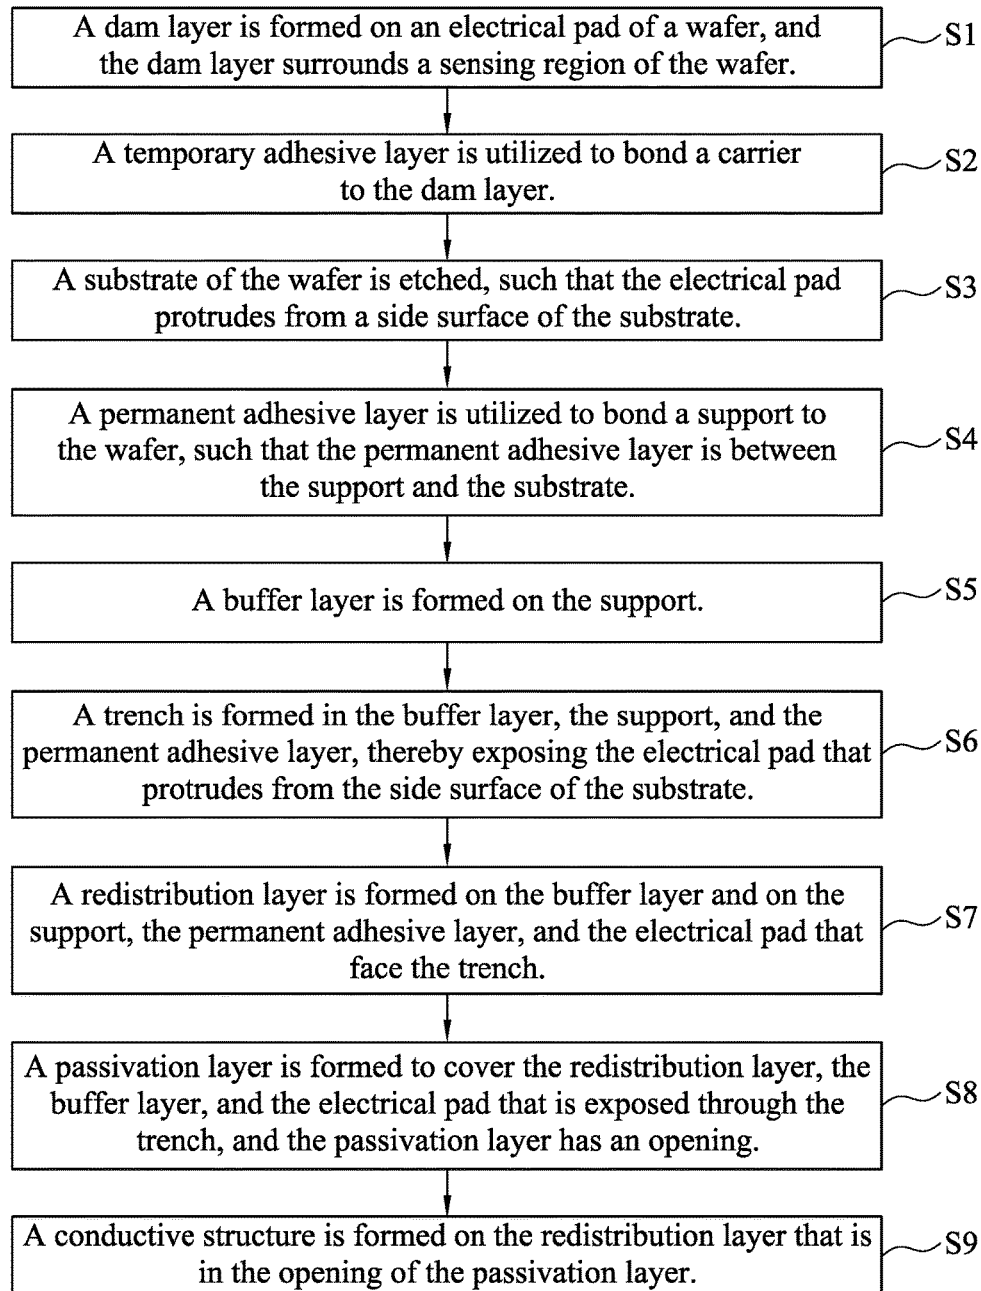 A dam layer is formed on an electrical pad of a wafer, and
the dam layer surrounds a sensing region of the wafer.
S1
A temporary adhesive layer is utilized to bond a carrier
to the dam layer.
S2
A substrate of the wafer is etched, such that the electrical pad
protrudes from a side surface of the substrate.
S3
A permanent adhesive layer is utilized to bond a support to
the wafer, such that the permanent adhesive layer is between
the support and the substrate.
S4
A buffer layer is formed on the support.
S5
A trench is formed in the buffer layer, the support, and the
permanent adhesive layer, thereby exposing the electrical pad that
protrudes from the side surface of the substrate.
S6
A redistribution layer is formed on the buffer layer and on the
support, the permanent adhesive layer, and the electrical pad that
face the trench.
S7
A passivation layer is formed to cover the redistribution layer, the
buffer layer, and the electrical pad that is exposed through the
trench, and the passivation layer has an opening.
S8
A conductive structure is formed on the redistribution layer that is
in the opening of the passivation layer.
S9